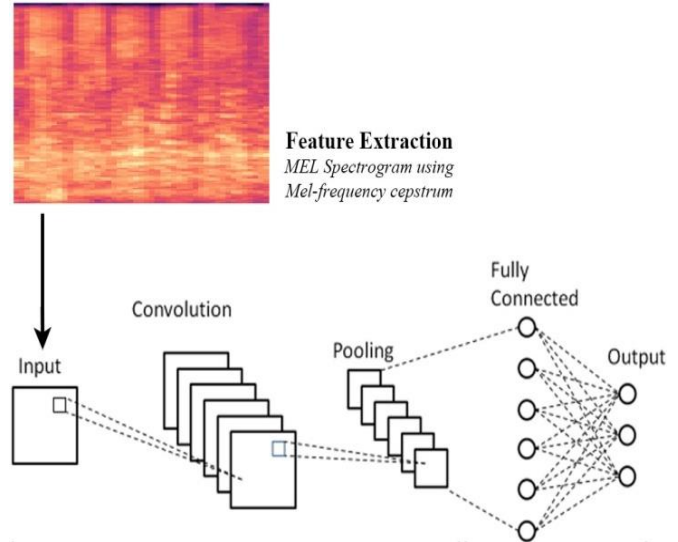 Feature Extraction
MEL Spectrogram using
Mel-frequency cepstrum
Fully
Connected
Convolution
Pooling
Output
Input